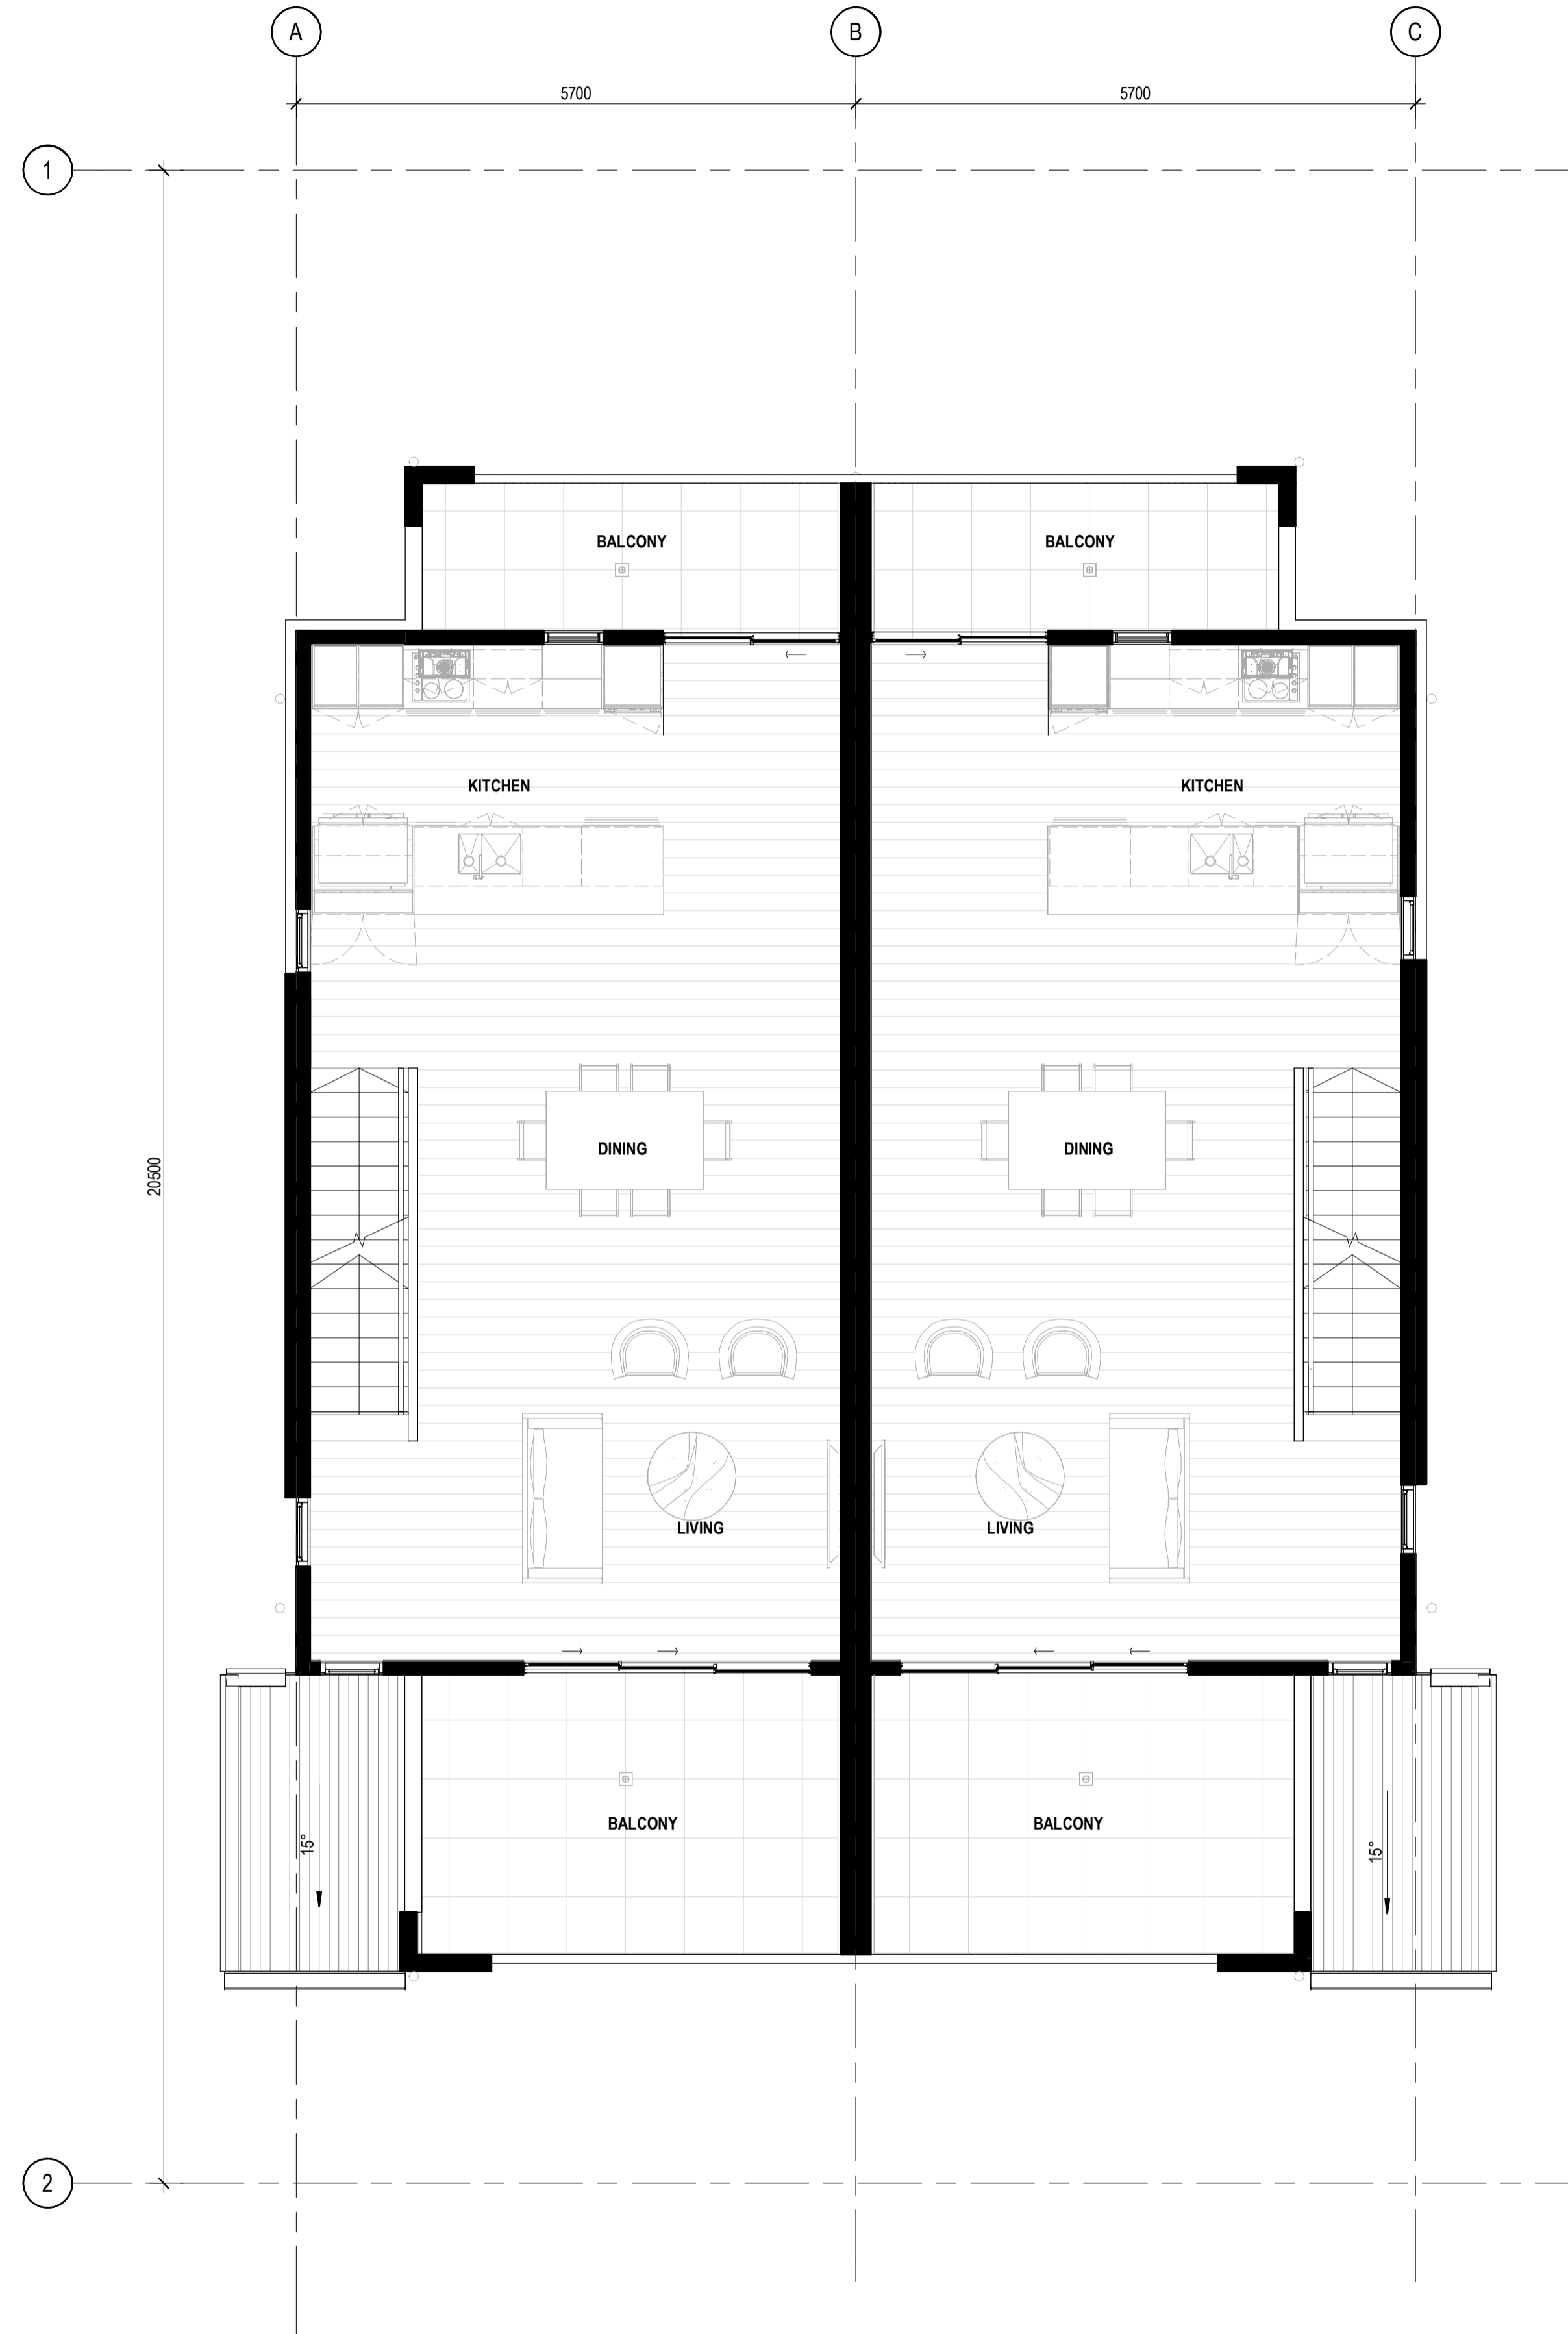 A
B
C
5700
5700
1
BALCONY
BALCONY
KITCHEN
KITCHEN
DINING
DINING
20500
LIVING
LIVING
BALCONY
BALCONY
15°
15°
2